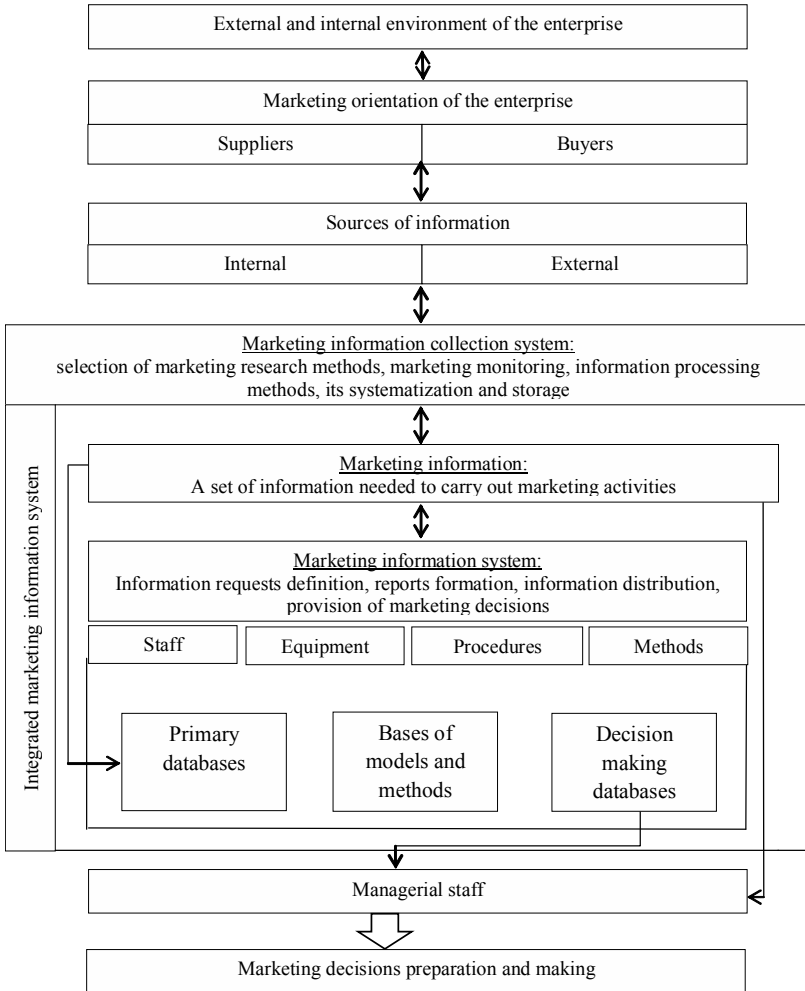 External and internal environment of the enterprise
Marketing orientation of the enterprise
Suppliers
Buyers
Sources of information
Internal
External
Marketing information collection system:
selection of marketing research methods, marketing monitoring, information processing
methods, its systematization and storage
Integrated marketing information system
Marketing information:
A set of information needed to carry out marketing activities
Marketing information system:
Information requests definition, reports formation, information distribution,
provision of marketing decisions
Staff
Equipment
Procedures
Methods
Primary
databases
Bases of
models and
methods
Decision
making
databases
Managerial staff
Marketing decisions preparation and making